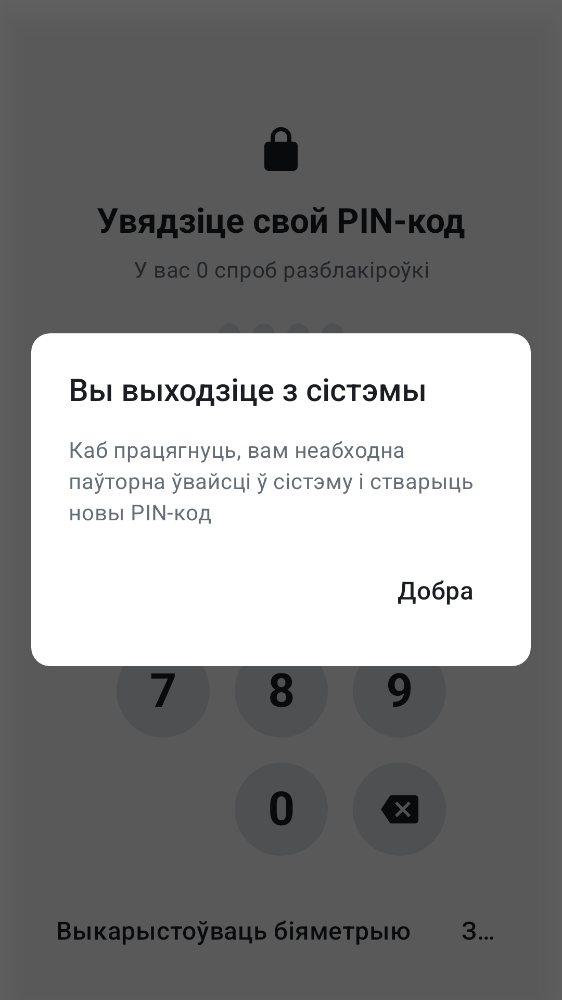 Увядзіце свой PIN-код
У вас 0 спроб разблакіроўкі
Вы выходзіце з сістэмы
Каб працягнуць, вам неабходна
паўторна ўвайсці ў сістэму і стварыць
новы PIN-код
Добра
7 8 9
0
Выкарыстоўваць біяметрыю З...